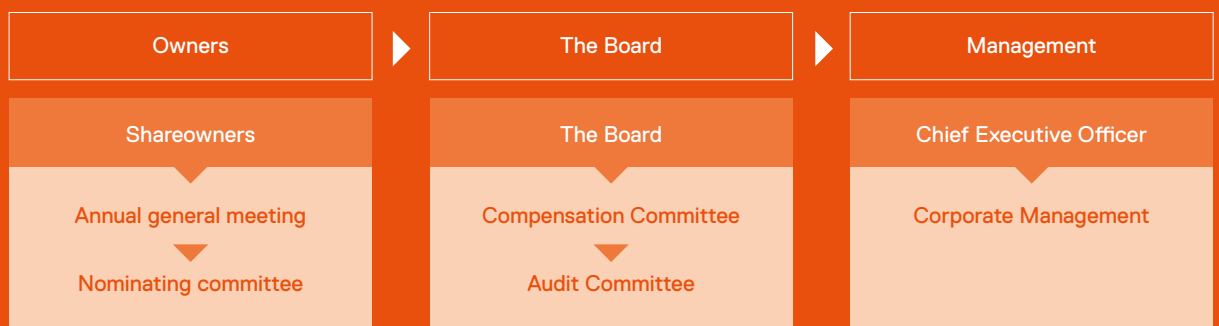 Owners
The Board
Management
Shareowners
The Board
Chief Executive Officer
Annual general meeting
Compensation Committee
Corporate Management
Nominating committee
Audit Committee